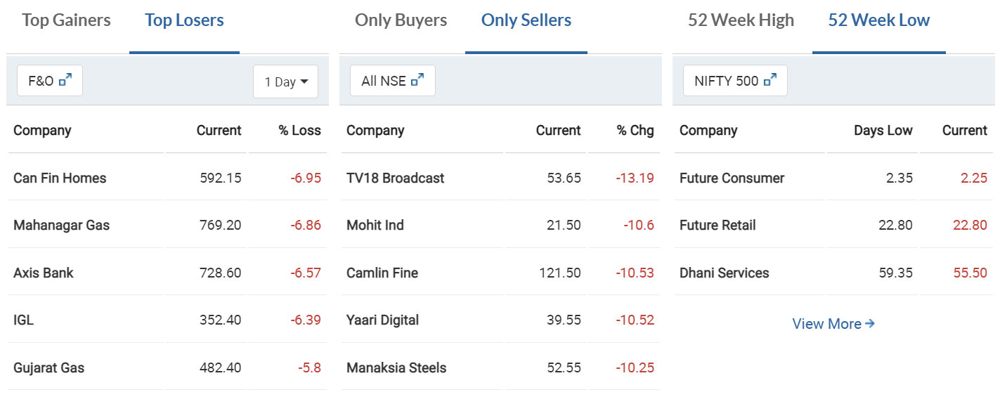 Top Gainers Top Losers
F&O 1 Day
Company Current % Loss
Can Fin Homes 592.15 -6.95
Mahanagar Gas 769.20 -6.86
Axis Bank 728.60 -6.57
IGL 352.40 -6.39
Gujarat Gas 482.40 -5.8
Only Buyers Only Sellers
All NSE
Company Current % Chg
TV18 Broadcast 53.65 -13.19
Mohit Ind 21.50 -10.6
Camlin Fine 121.50 -10.53
Yaari Digital 39.55 -10.52
Manaksia Steels 52.55 -10.25
52 Week High 52 Week Low
NIFTY 500
Company Days Low Current
Future Consumer 2.35 2.25
Future Retail 22.80 22.80
Dhani Services 59.35 55.50
View More